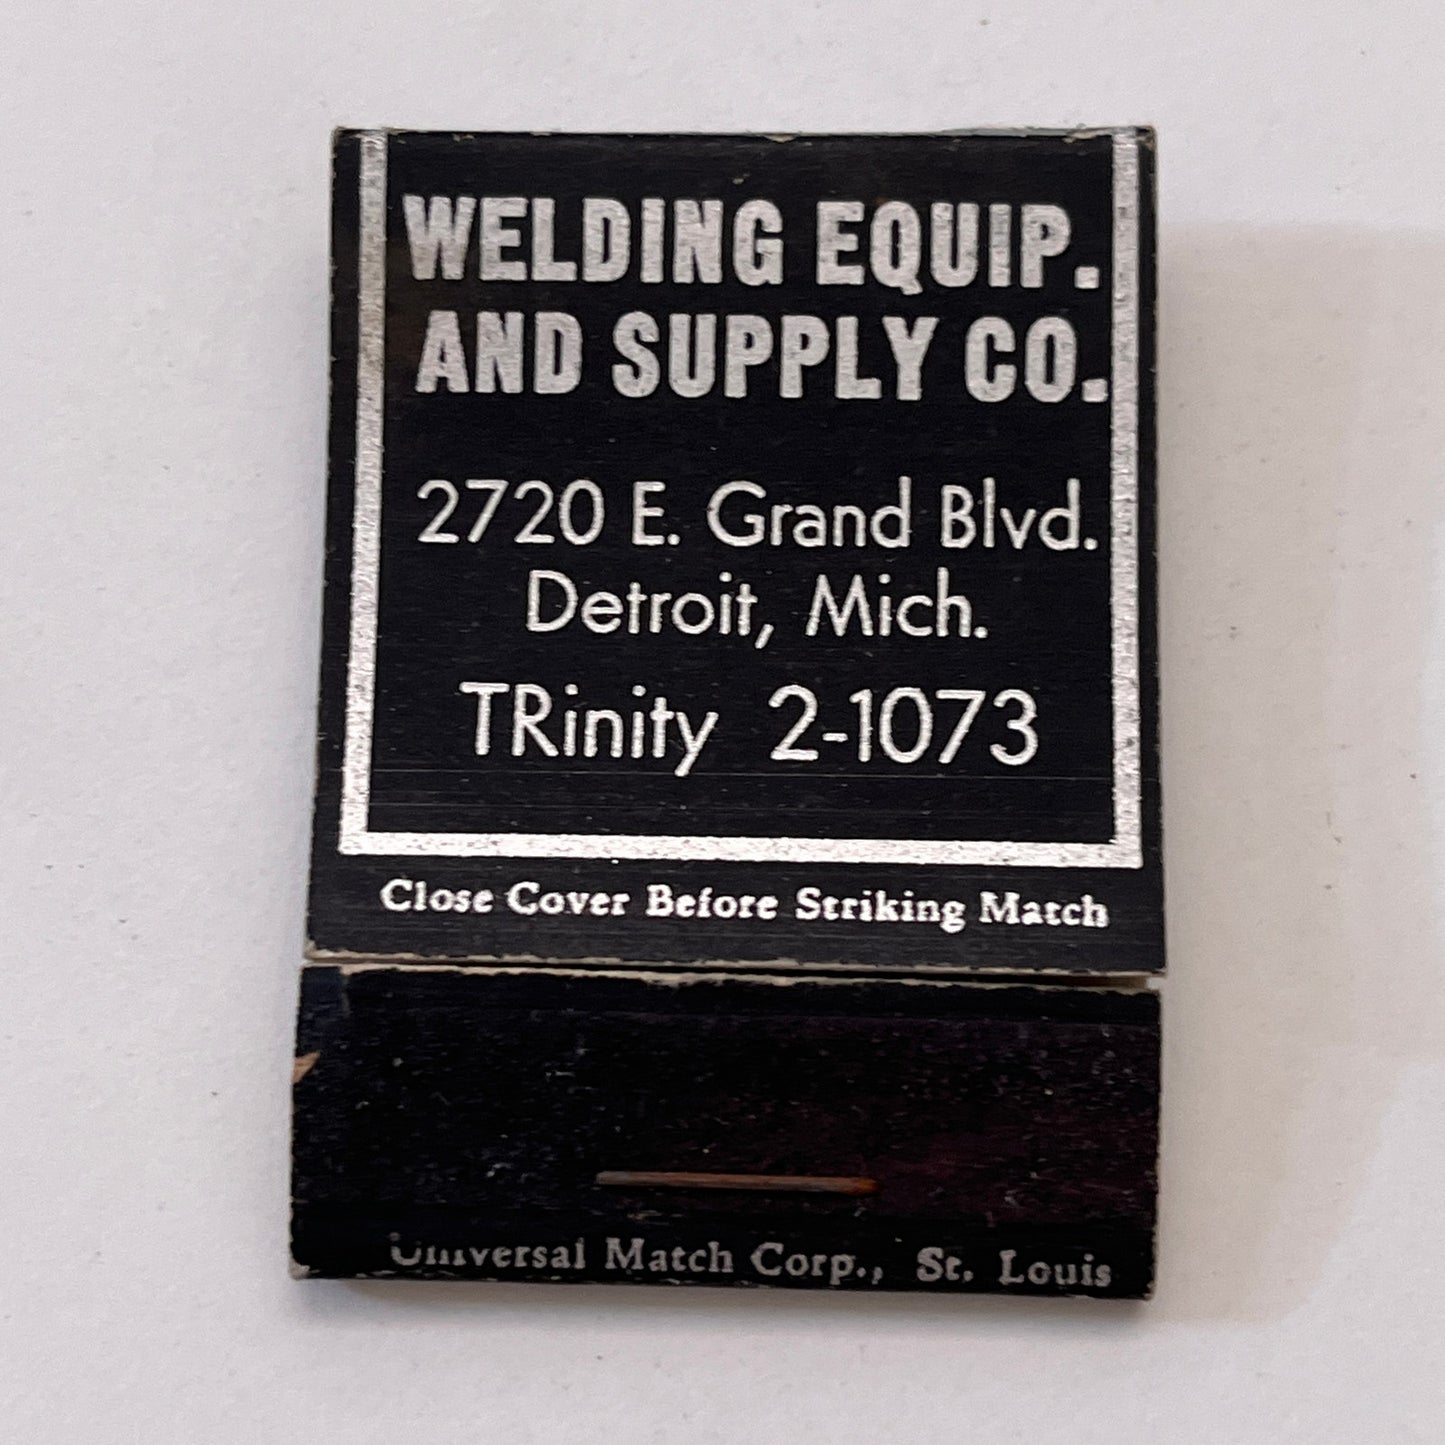 WELDING EQUIP.
AND SUPPLY CO.
2720 E. Grand Blvd.
Detroit, Mich.
TRinity 2-1073
Close Cover Before Striking Match
Universal Match Corp., St. Louis